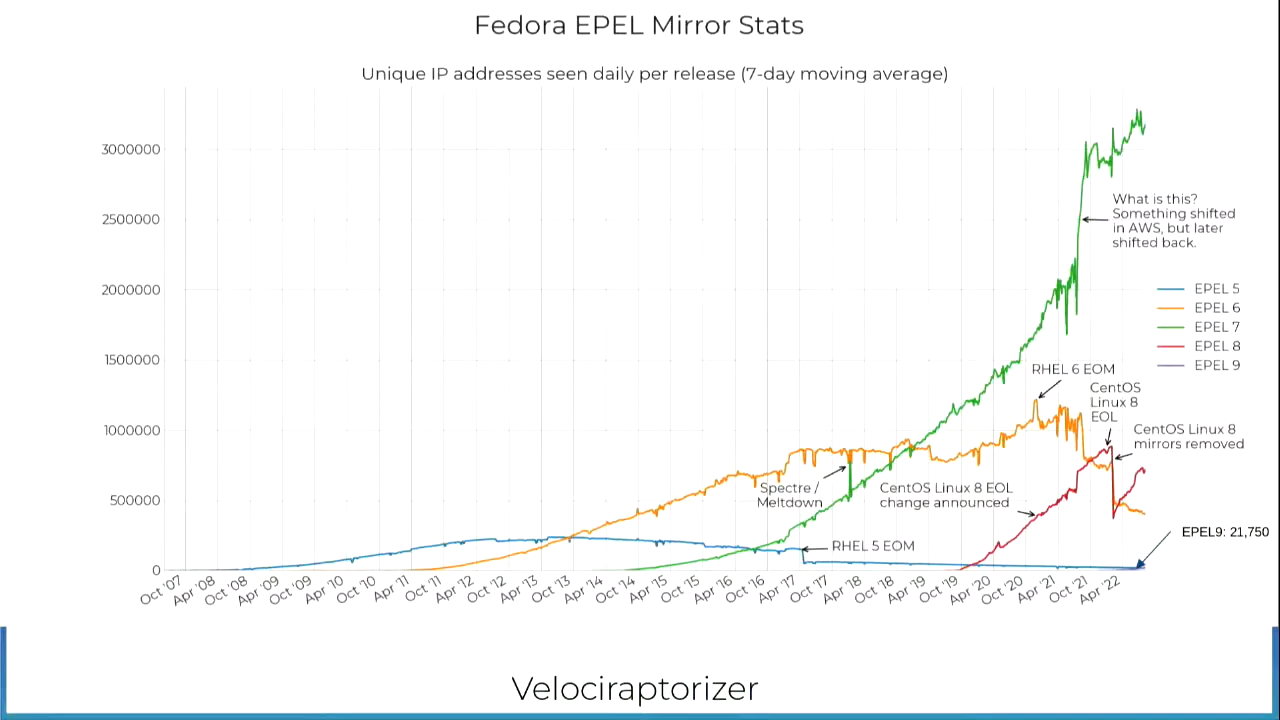 Fedora EPEL Mirror Stats
Unique IP addresses seen daily per release (7-day moving average)
3000000
2500000
2000000
1500000
1000000
500000
0
What is this?
Something shifted
in AWS, but later
shifted back.
EPEL 5
EPEL 6
EPEL 7
EPEL 8
EPEL 9
RHEL 6 EOM
CentOS
Linux 8
EOL
CentOS Linux 8
mirrors removed
Spectre /
Meltdown
CentOS Linux 8 EOL
change announced
RHEL 5 EOM
EPEL9: 21,750
Oct '07
Apr '08
Oct '08
Apr '09
Oct '09
Apr '10
Oct '10
Apr '11
Oct '11
Apr '12
Oct '12
Apr '13
Oct '13
Apr '14
Oct '14
Apr '15
Oct '15
Apr '16
Oct '16
Apr '17
Oct '17
Apr '18
Oct '18
Apr '19
Oct '19
Apr '20
Oct '20
Apr '21
Oct '21
Apr '22
Velociraptorizer